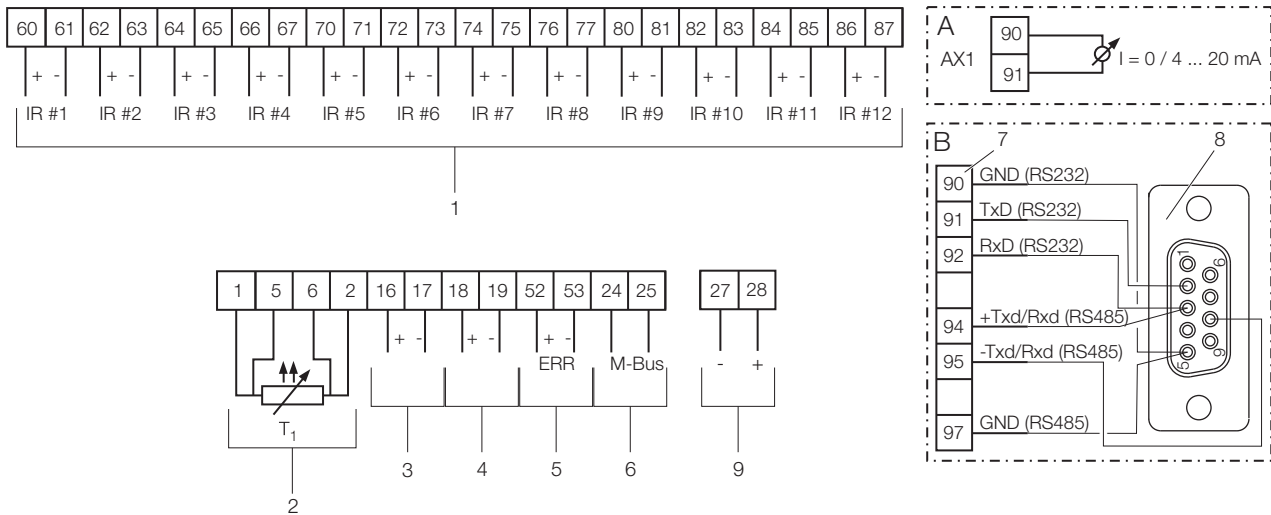 60 61 62 63 64 65 66 67 70 71 72 73 74 75 76 77 80 81 82 83 84 85 86 87
+ - + - + - + - + - + - + - + - + - + - + - + -
IR #1 IR #2 IR #3 IR #4 IR #5 IR #6 IR #7 IR #8 IR #9 IR #10 IR #11 IR #12
1
1 5 6 2 16 17 18 19 52 53 24 25 27 28
+ - + - + - - +
ERR M-Bus
T1
3 4 5 6 9
2
A
90
AX1 I = 0 / 4 ... 20 mA
91
B 7 8
90 GND (RS232)
91 TxD (RS232)
92 RxD (RS232)
94 +Txd/Rxd (RS485)
95 -Txd/Rxd (RS485)
97 GND (RS485)
1 6
5 9